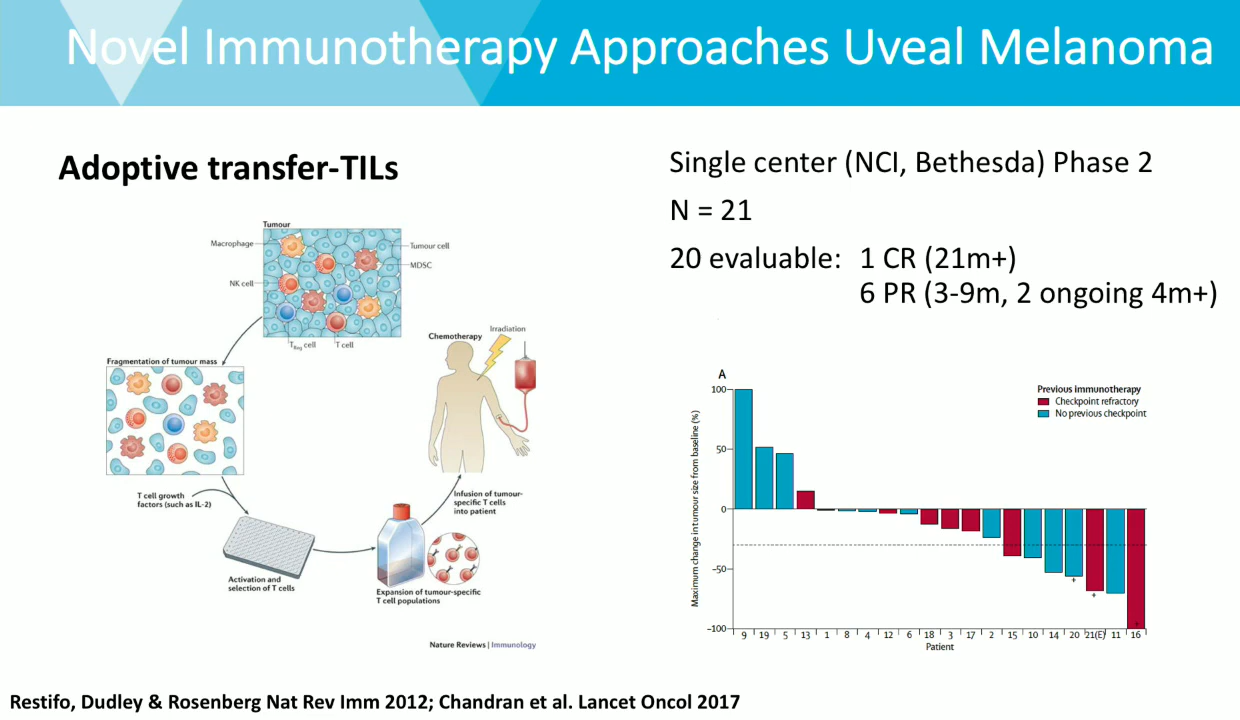 Novel Immunotherapy Approaches Uveal Melanoma
Adoptive transfer-TILs
Tumour
Macrophage
Tumour cell
MDSC
NK cell
TReg cell
T cell
Fragmentation of tumour mass
T cell growth
factors (such as IL-2)
Activation and
selection of T cells
Expansion of tumour-specific
T cell populations
Infusion of tumour-
specific T cells
into patient
Chemotherapy
Irradiation
Nature Reviews | Immunology
Single center (NCI, Bethesda) Phase 2
N = 21
20 evaluable: 1 CR (21m+)
6 PR (3-9m, 2 ongoing 4m+)
A
Previous immunotherapy
Checkpoint refractory
No previous checkpoint
Maximum change in tumour size from baseline (%)
100
50
0
−50
−100
+
+
9 19 5 13 1 8 4 12 6 18 3 17 2 15 10 14 20 21(E) 11 16
Patient
Restifo, Dudley & Rosenberg Nat Rev Imm 2012; Chandran et al. Lancet Oncol 2017